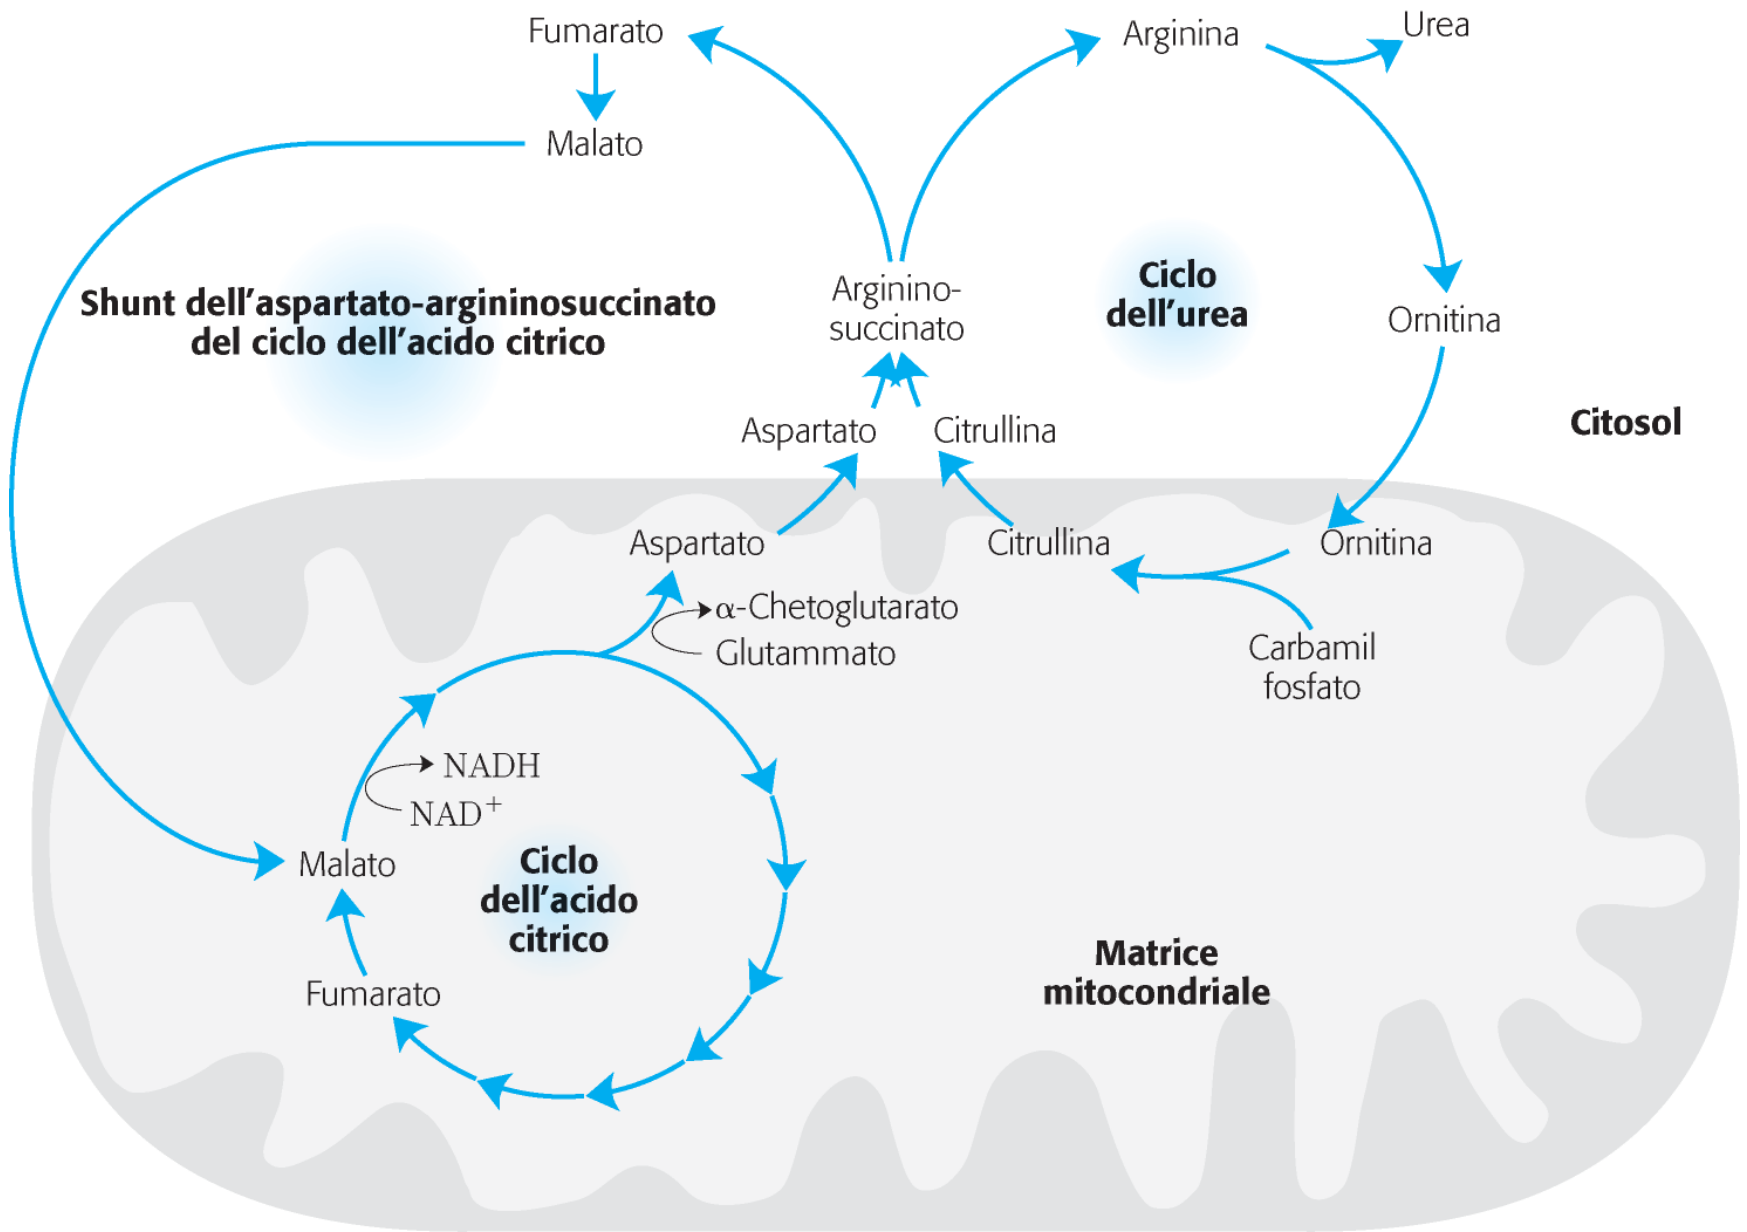 Fumarato
Arginina
Urea
Malato
Shunt dell'aspartato-argininosuccinato
del ciclo dell'acido citrico
Arginino-
succinato
Ciclo
dell'urea
Ornitina
Aspartato
Citrullina
Citosol
Aspartato
Citrullina
Ornitina
α-Chetoglutarato
Glutammato
Carbamil
fosfato
NADH
NAD⁺
Malato
Ciclo
dell'acido
citrico
Matrice
mitocondriale
Fumarato